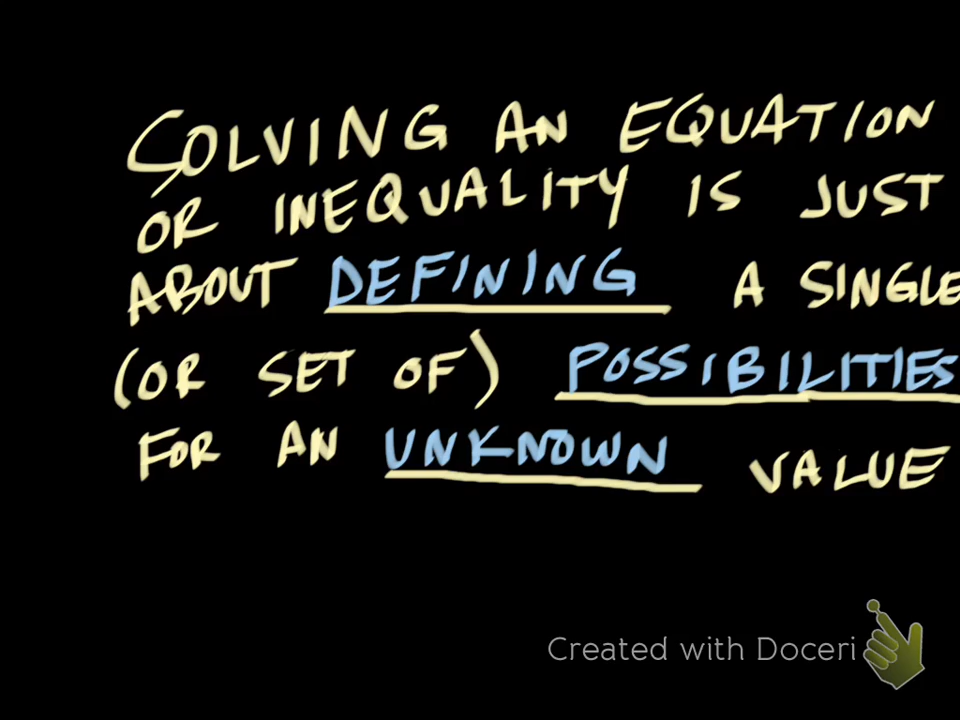 SOLVING AN EQUATION
OR INEQUALITY IS JUST
ABOUT DEFINING A SINGLE
(OR SET OF) POSSIBILITIES
FOR AN UNKNOWN VALUE
Created with Doceri